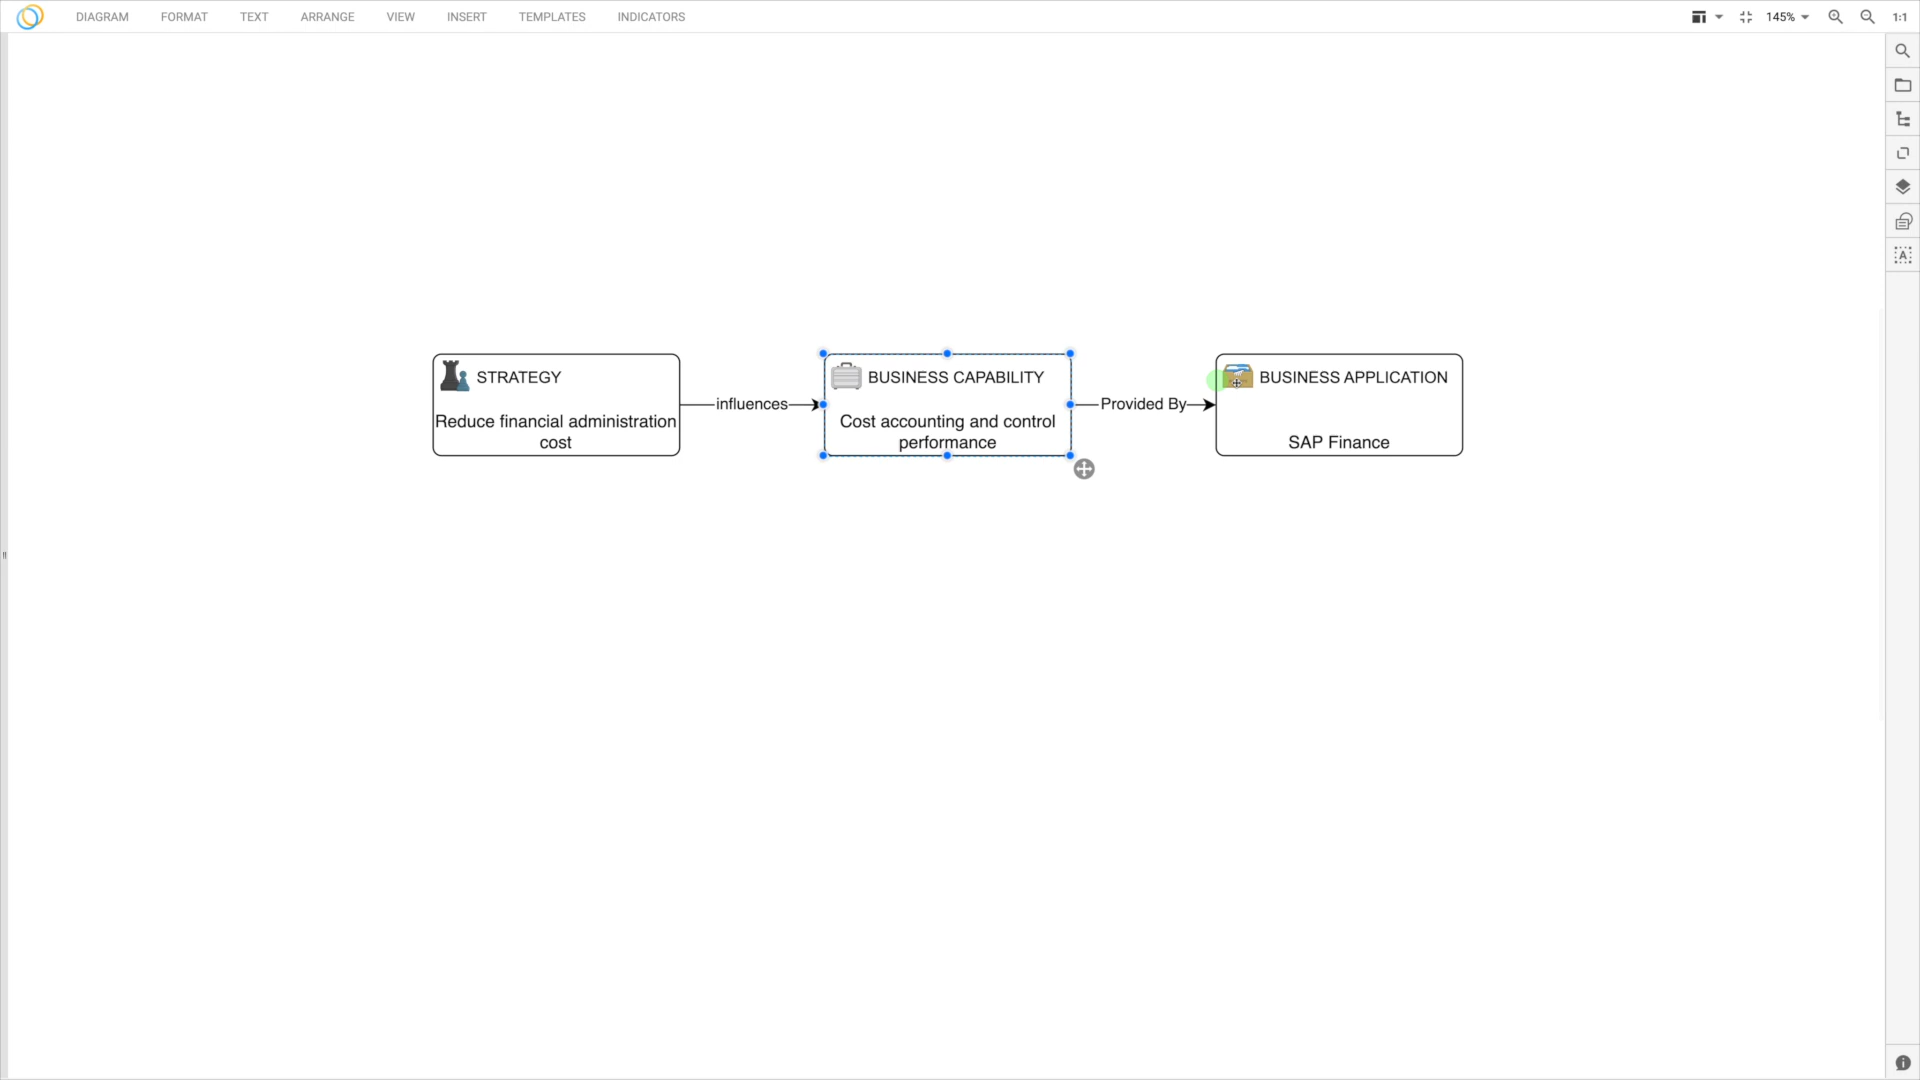 DIAGRAM FORMAT TEXT ARRANGE VIEW INSERT TEMPLATES INDICATORS 145% 1:1
STRATEGY
Reduce financial administration
cost
influences
BUSINESS CAPABILITY
Cost accounting and control
performance
Provided By
BUSINESS APPLICATION
SAP Finance